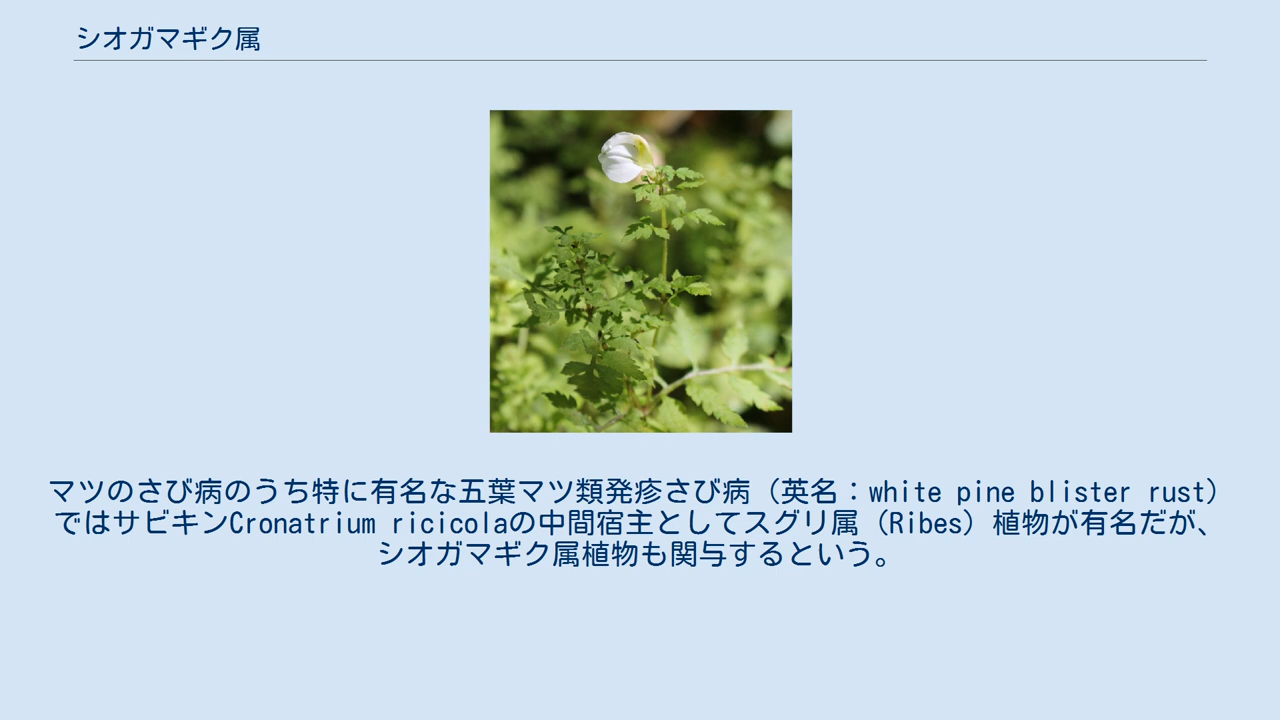 シオガマギク属
マツのさび病のうち特に有名な五葉マツ類発疹さび病（英名：white pine blister rust）
ではサビキンCronatrium ricicolaの中間宿主としてスグリ属（Ribes）植物が有名だが、
シオガマギク属植物も関与するという。